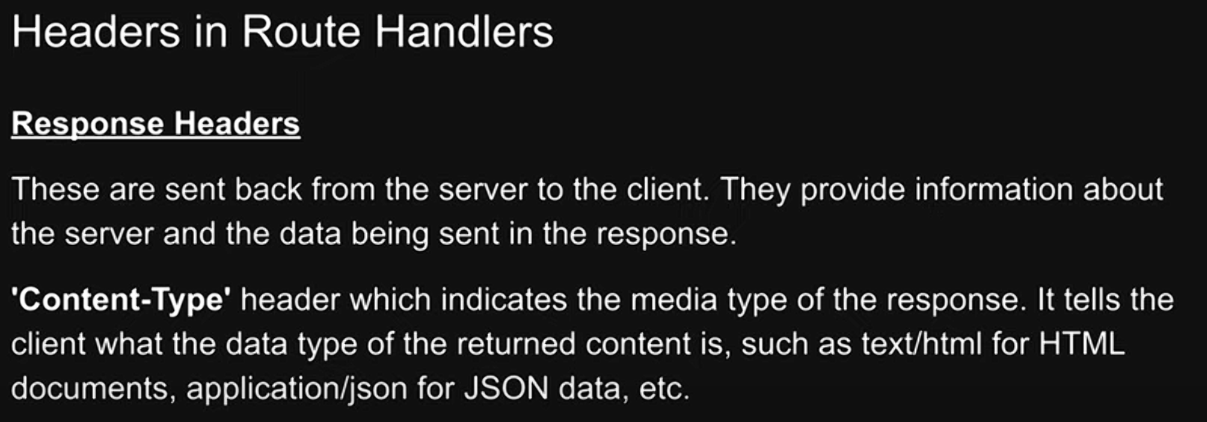 Headers in Route Handlers
Response Headers
These are sent back from the server to the client. They provide information about
the server and the data being sent in the response.
'Content-Type' header which indicates the media type of the response. It tells the
client what the data type of the returned content is, such as text/html for HTML
documents, application/json for JSON data, etc.